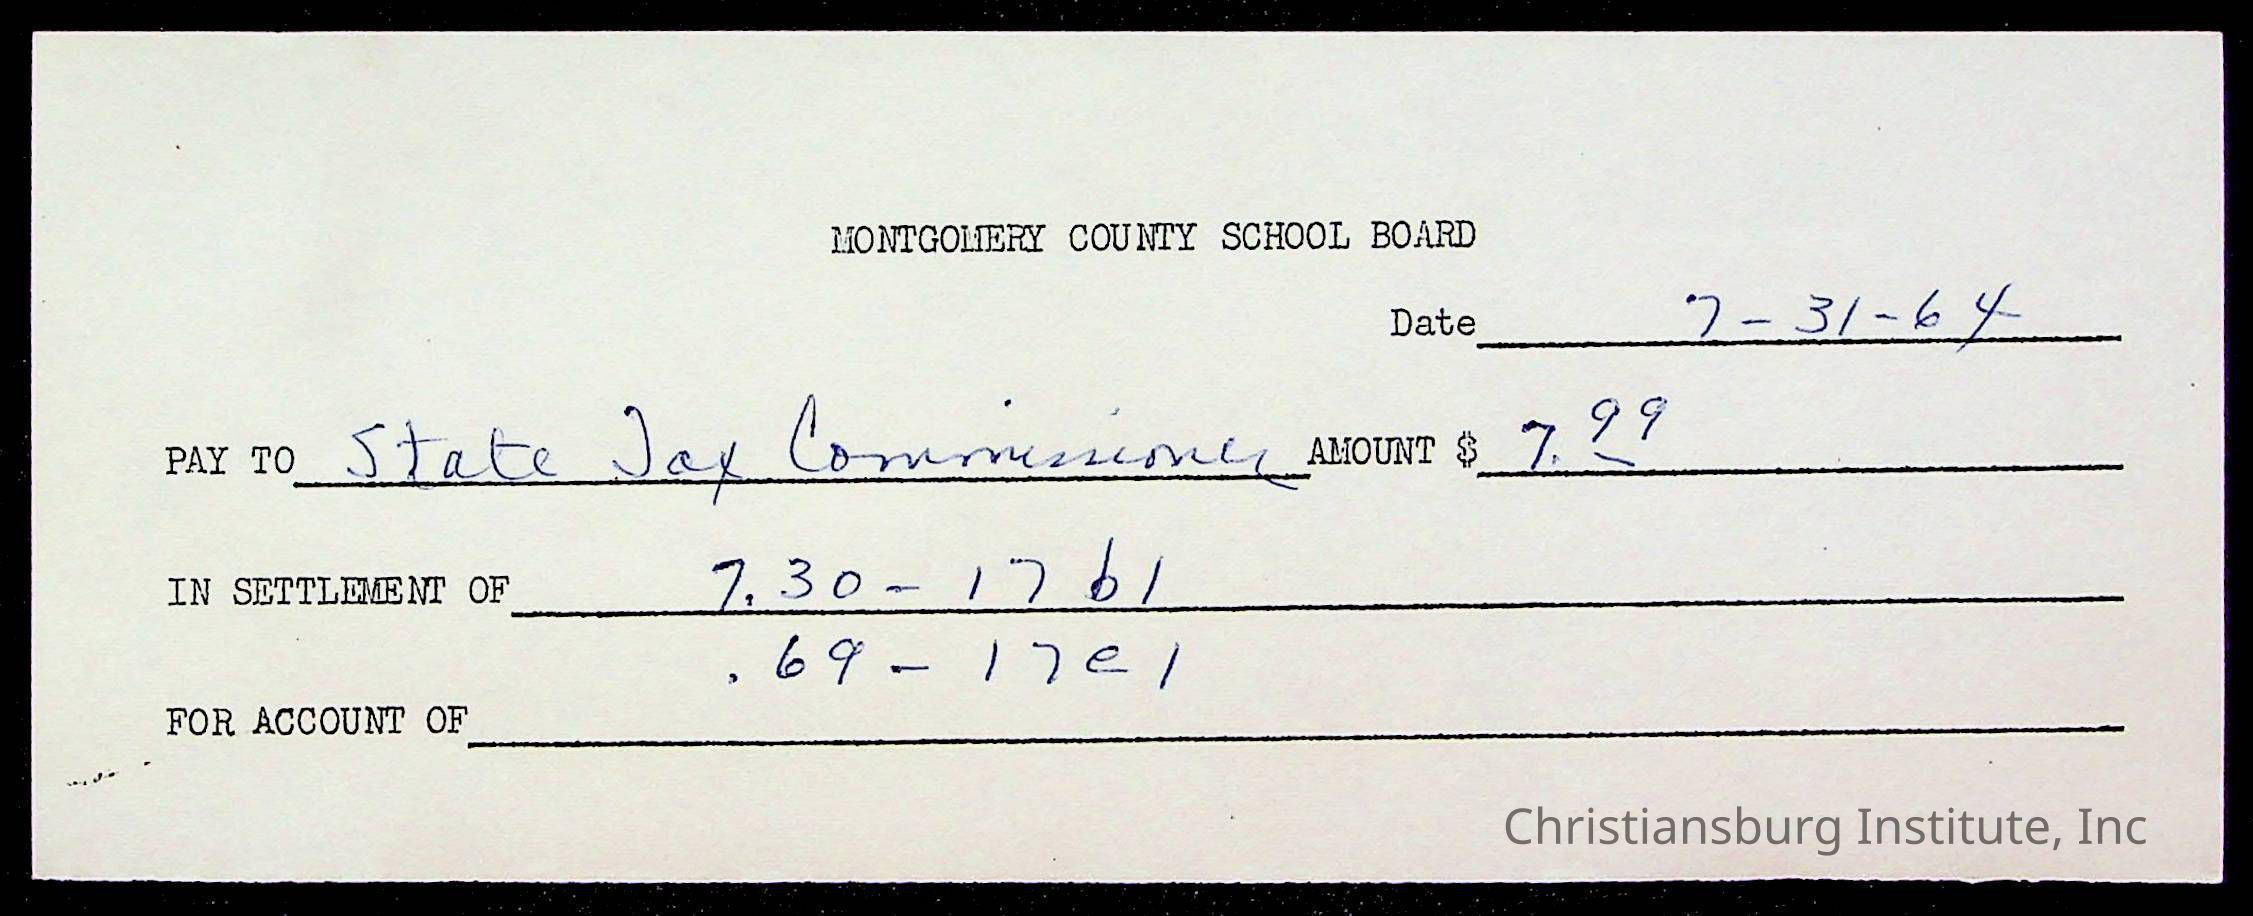 MONTGOMERY COUNTY SCHOOL BOARD
Date 7-31-64
PAY TO State Tax Commissioner AMOUNT $ 7.99
IN SETTLEMENT OF 7.30 - 17b1
.69 - 17e1
FOR ACCOUNT OF
Christiansburg Institute, Inc